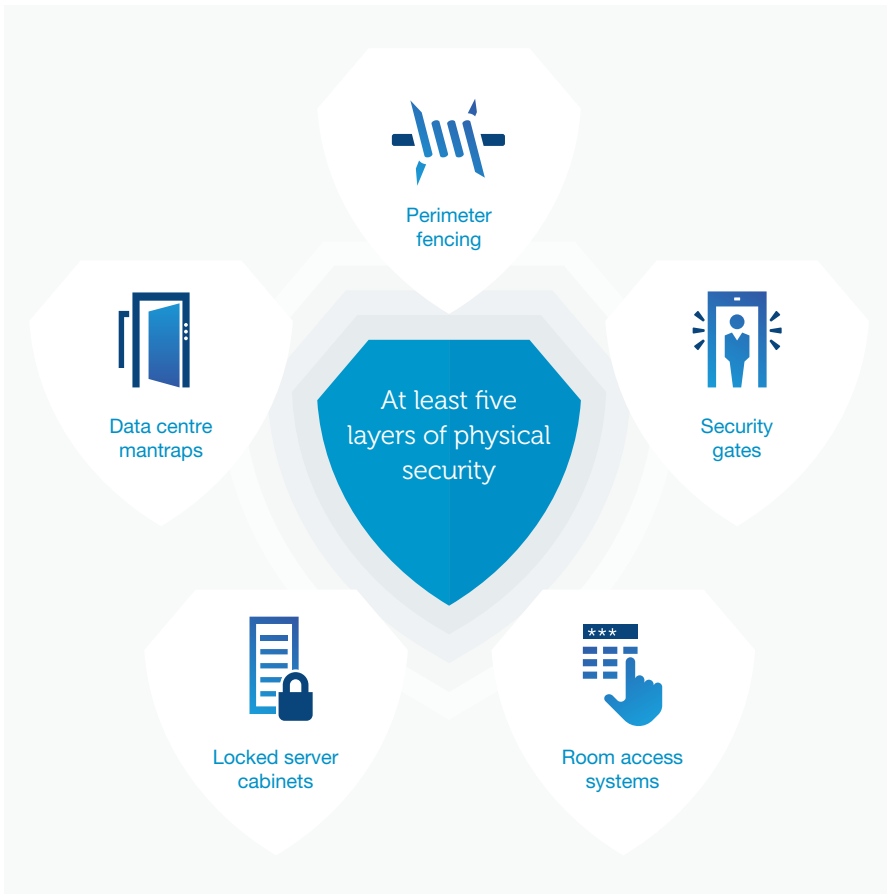 Perimeter
fencing
Data centre
mantraps
Security
gates
At least five
layers of physical
security
Locked server
cabinets
***
Room access
systems